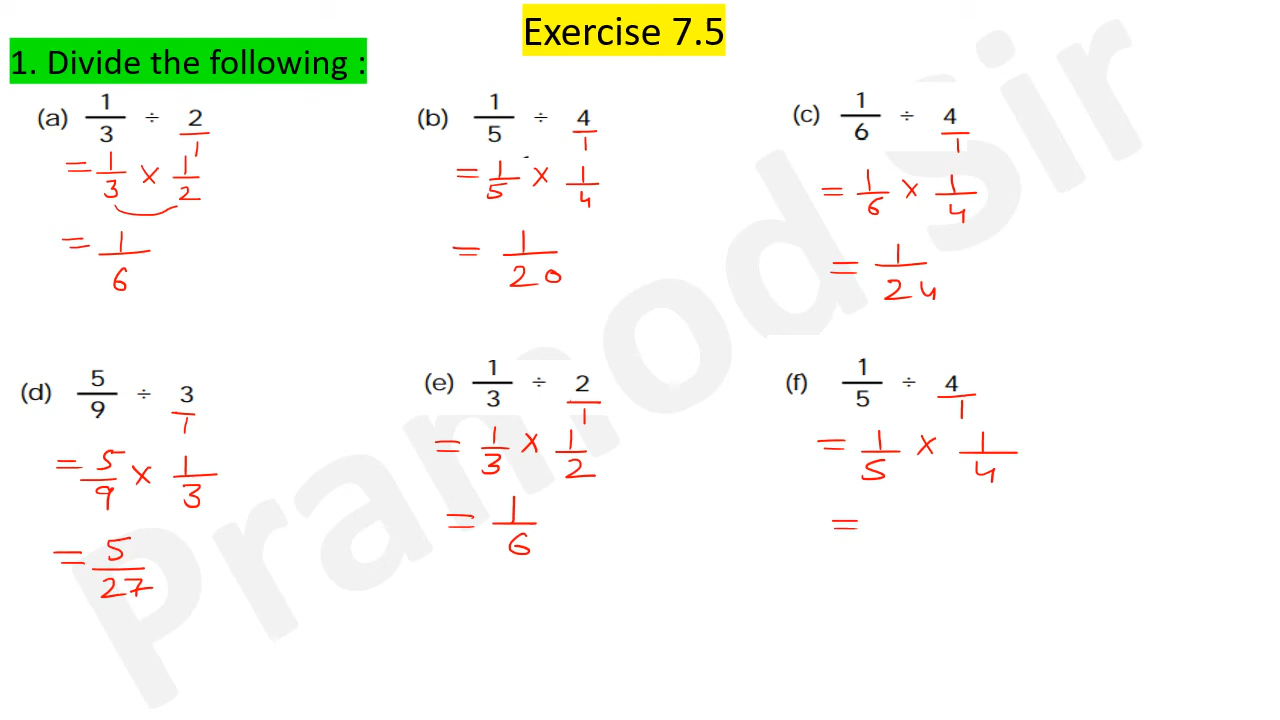 Exercise 7.5
1. Divide the following :
(a) 1/3 ÷ 2/1
= 1/3 × 1/2
= 1/6
(b) 1/5 ÷ 4/1
= 1/5 × 1/4
= 1/20
(c) 1/6 ÷ 4/1
= 1/6 × 1/4
= 1/24
(d) 5/9 ÷ 3/1
= 5/9 × 1/3
= 5/27
(e) 1/3 ÷ 2/1
= 1/3 × 1/2
= 1/6
(f) 1/5 ÷ 4/1
= 1/5 × 1/4
=
Pramod Sir